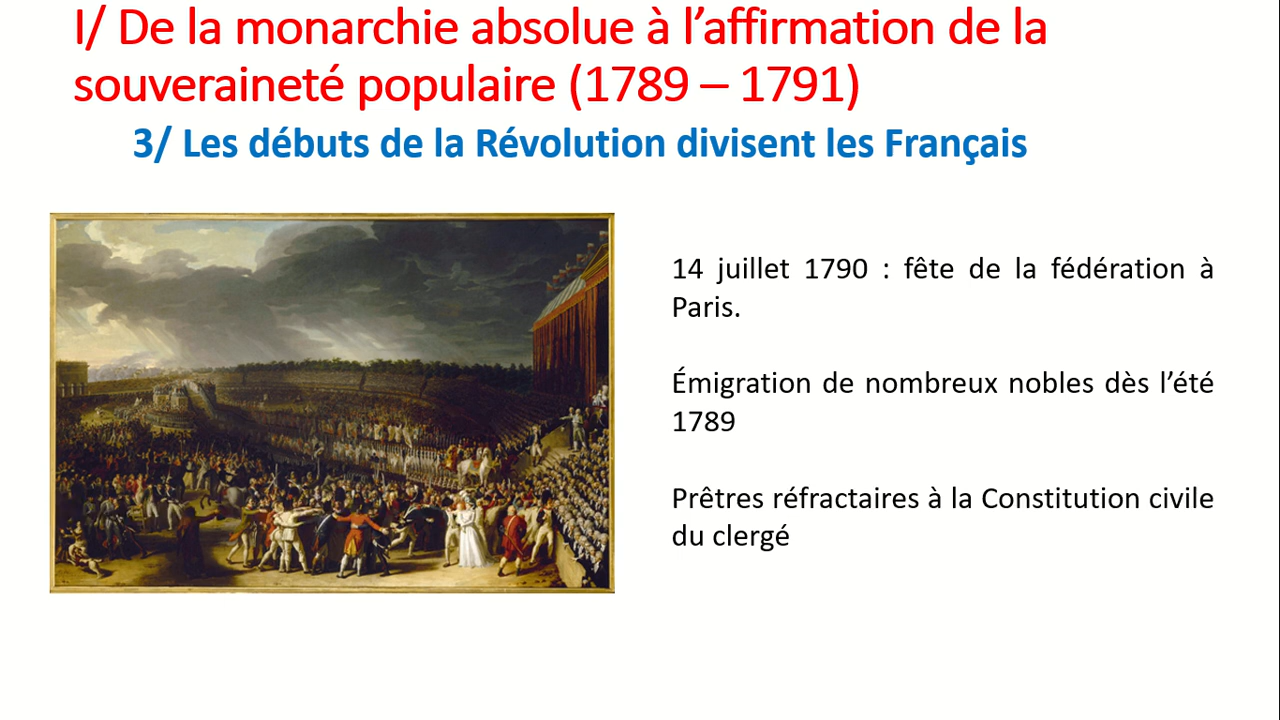 I/ De la monarchie absolue à l’affirmation de la
souveraineté populaire (1789 – 1791)
3/ Les débuts de la Révolution divisent les Français
14 juillet 1790 : fête de la fédération à
Paris.
Émigration de nombreux nobles dès l’été
1789
Prêtres réfractaires à la Constitution civile
du clergé